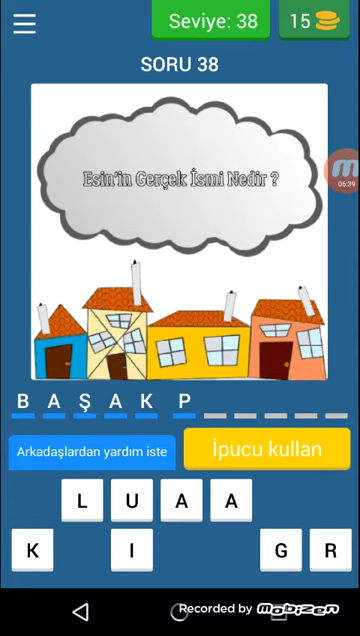 Seviye: 38
15
SORU 38
Esin'in Gerçek İsmi Nedir ?
06:39
B A Ş A K P
Arkadaşlardan yardım iste
İpucu kullan
L U A A
K I G R
Recorded by mobizen